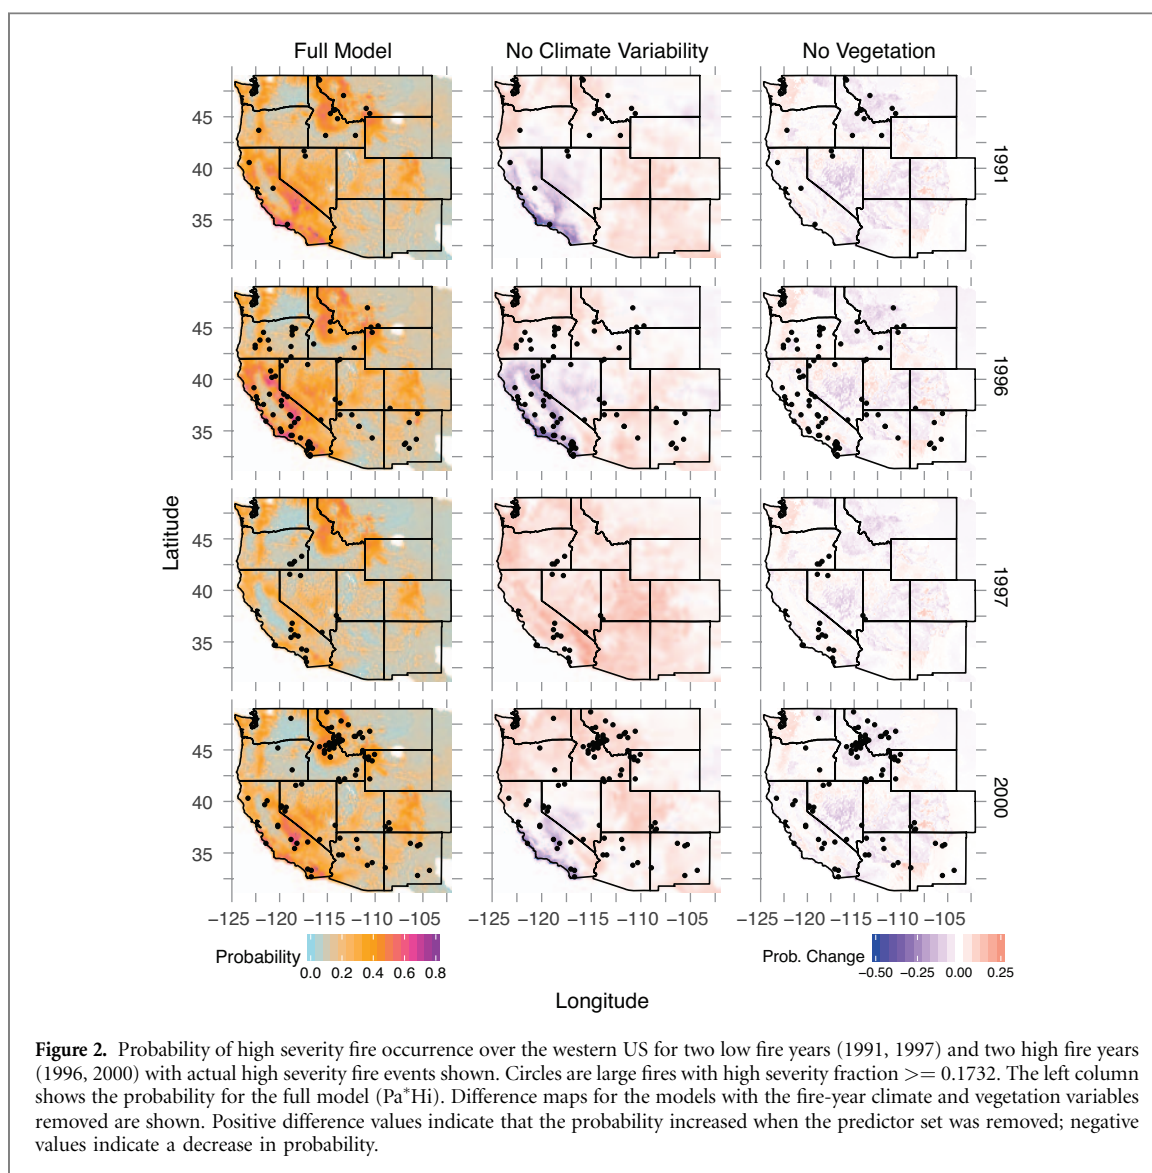 Full Model
No Climate Variability
No Vegetation
45
40
35
1991
45
40
35
1996
45
40
35
1997
45
40
35
2000
Latitude
−125 −120 −115 −110 −105
−125 −120 −115 −110 −105
−125 −120 −115 −110 −105
Probability
0.0 0.2 0.4 0.6 0.8
Prob. Change
−0.50 −0.25 0.00 0.25
Longitude
Figure 2. Probability of high severity fire occurrence over the western US for two low fire years (1991, 1997) and two high fire years
(1996, 2000) with actual high severity fire events shown. Circles are large fires with high severity fraction >= 0.1732. The left column
shows the probability for the full model (Pa*Hi). Difference maps for the models with the fire-year climate and vegetation variables
removed are shown. Positive difference values indicate that the probability increased when the predictor set was removed; negative
values indicate a decrease in probability.